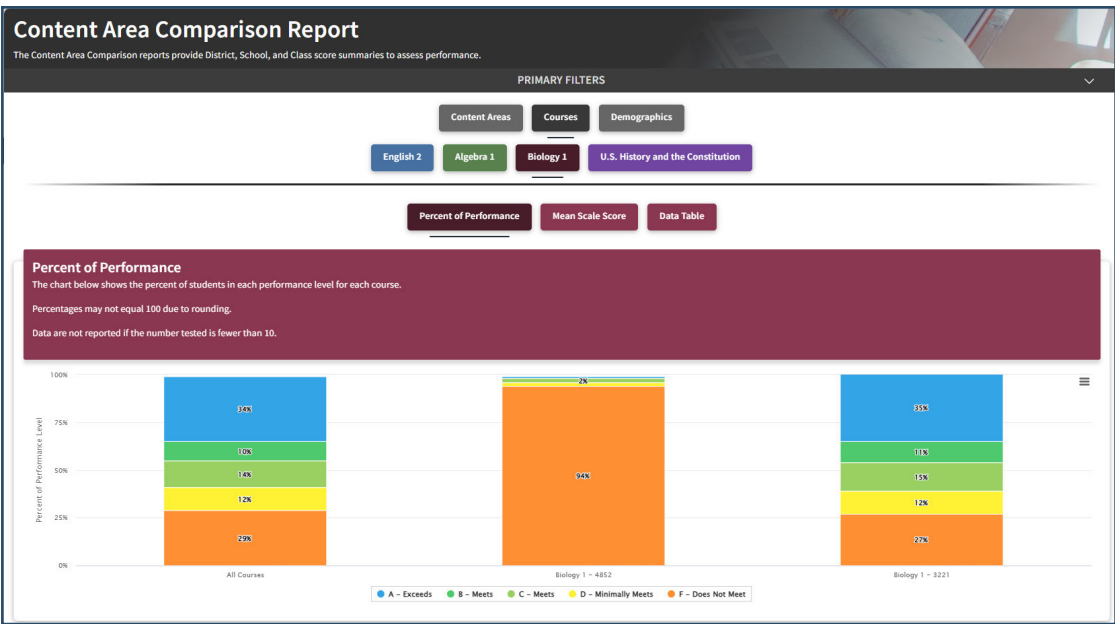 Content Area Comparison Report
The Content Area Comparison reports provide District, School, and Class score summaries to assess performance.
PRIMARY FILTERS
Content Areas Courses Demographics
English 2 Algebra 1 Biology 1 U.S. History and the Constitution
Percent of Performance Mean Scale Score Data Table
Percent of Performance
The chart below shows the percent of students in each performance level for each course.
Percentages may not equal 100 due to rounding.
Data are not reported if the number tested is fewer than 10.
Percent of Performance Level
100%
75%
50%
25%
0%
34%
10%
14%
12%
29%
2%
94%
35%
11%
15%
12%
27%
All Courses Biology 1 - 4852 Biology 1 - 3221
A - Exceeds B - Meets C - Meets D - Minimally Meets F - Does Not Meet